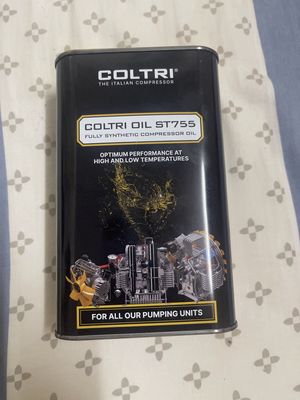 COLTRI®
THE ITALIAN COMPRESSOR
COLTRI OIL ST755
FULLY SYNTHETIC COMPRESSOR OIL
OPTIMUM PERFORMANCE AT
HIGH AND LOW TEMPERATURES
FOR ALL OUR PUMPING UNITS